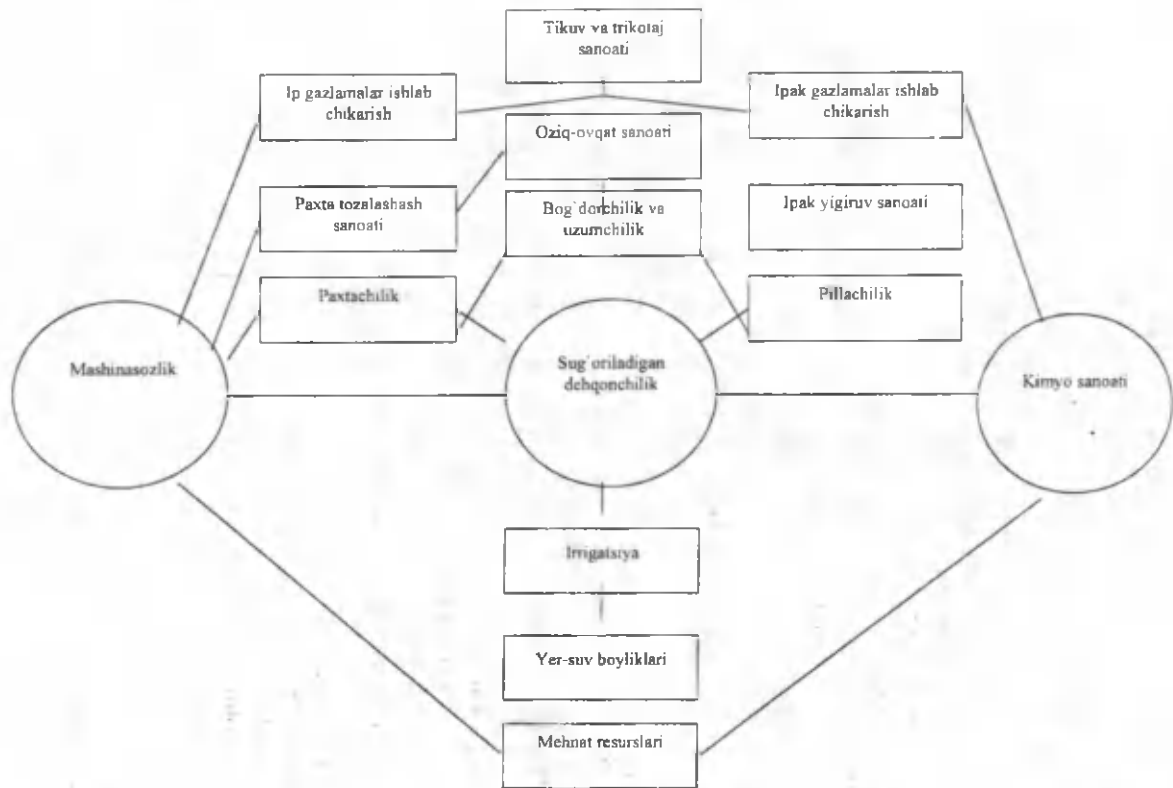 Tikuv va trikotaj
sanoati
Ip gazlamalar ishlab
chikarish
Ipak gazlamalar ishlab
chikarish
Oziq-ovqat sanoati
Paxta tozalashash
sanoati
Bog`dorchilik va
uzumchilik
Ipak yigiruv sanoati
Paxtachilik
Pillachilik
Mashinasozlik
Sug`oriladigan
dehqonchilik
Kimyo sanoati
Irrigatsiya
Yer-suv boyliklari
Mehnat resurslari